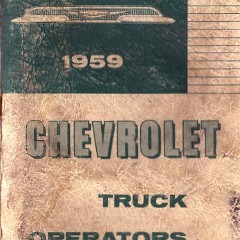 1959
CHEVROLET
TRUCK
OPERATORS